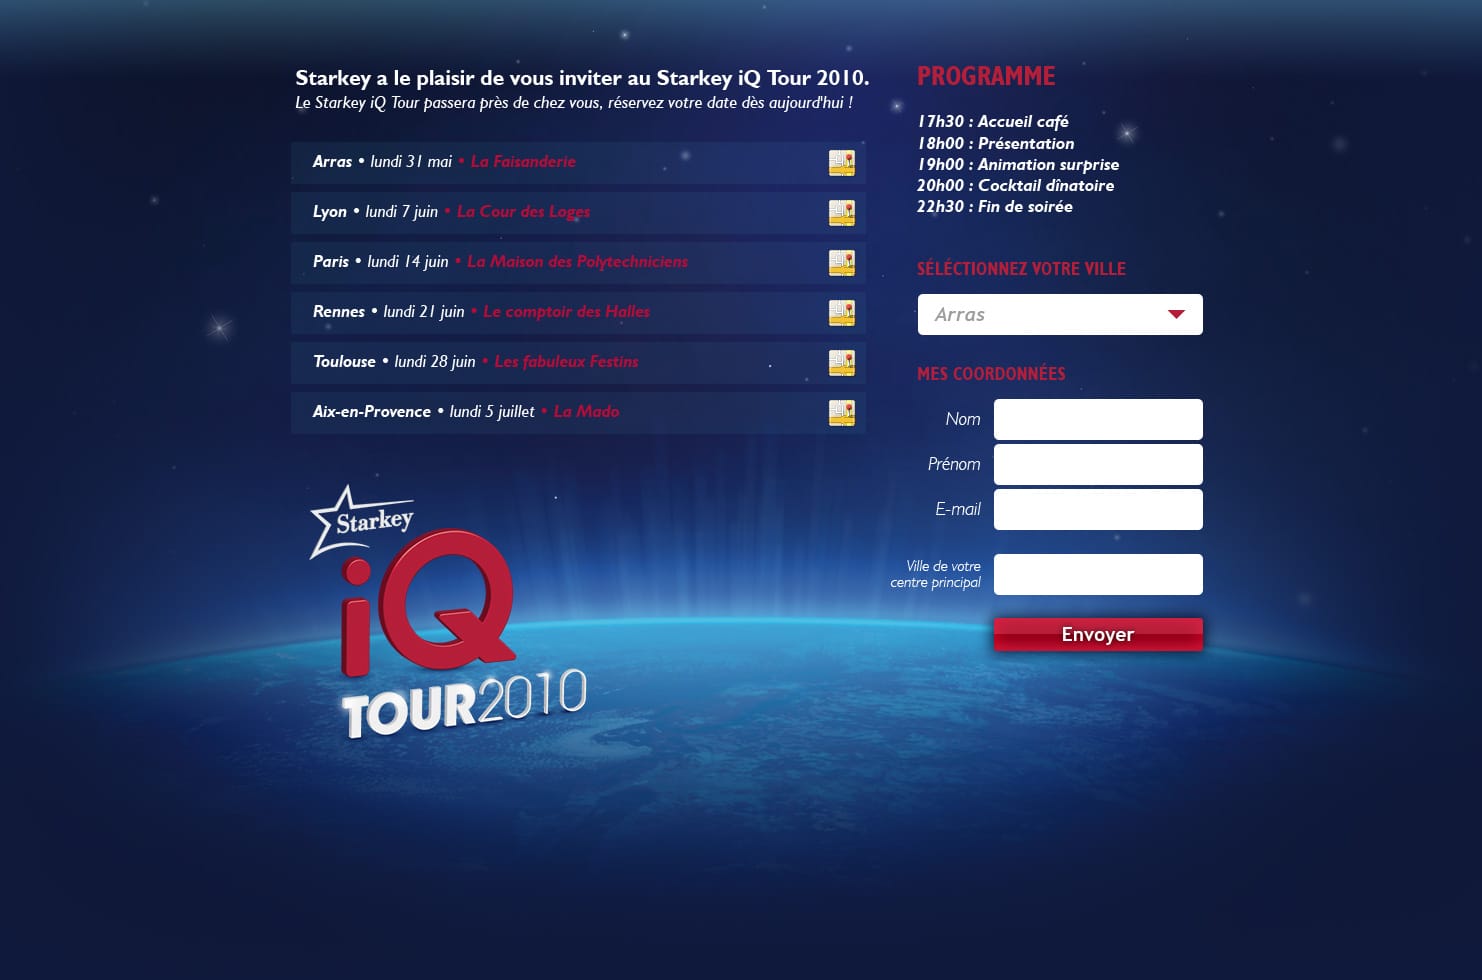 Starkey a le plaisir de vous inviter au Starkey iQ Tour 2010.
Le Starkey iQ Tour passera près de chez vous, réservez votre date dès aujourd'hui !
Arras • lundi 31 mai • La Faisanderie
Lyon • lundi 7 juin • La Cour des Loges
Paris • lundi 14 juin • La Maison des Polytechniciens
Rennes • lundi 21 juin • Le comptoir des Halles
Toulouse • lundi 28 juin • Les fabuleux Festins
Aix-en-Provence • lundi 5 juillet • La Mado
Starkey
iQ
TOUR2010
PROGRAMME
17h30 : Accueil café
18h00 : Présentation
19h00 : Animation surprise
20h00 : Cocktail dînatoire
22h30 : Fin de soirée
SÉLÉCTIONNEZ VOTRE VILLE
Arras
MES COORDONNÉES
Nom
Prénom
E-mail
Ville de votre
centre principal
Envoyer